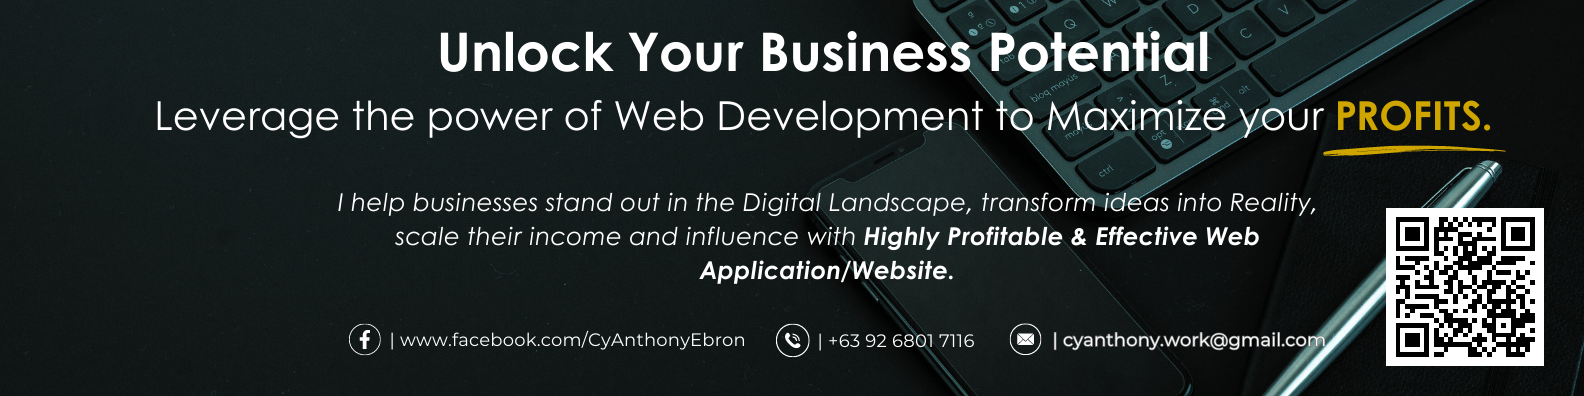 Unlock Your Business Potential
Leverage the power of Web Development to Maximize your PROFITS.
I help businesses stand out in the Digital Landscape, transform ideas into Reality,
scale their income and influence with Highly Profitable & Effective Web
Application/Website.
| www.facebook.com/CyAnthonyEbron | +63 92 6801 7116 | cyanthony.work@gmail.com